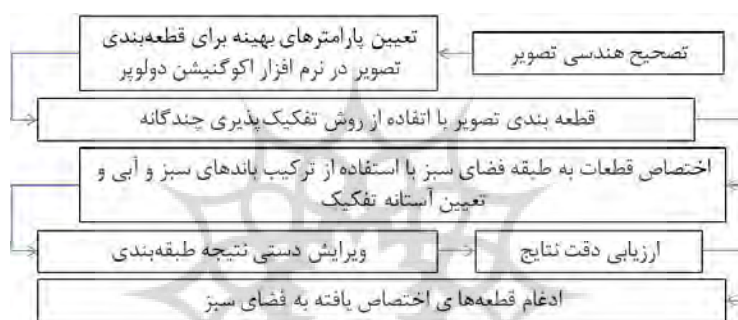 تصحیح هندسی تصویر
تعیین پارامترهای بهینه برای قطعه‌بندی
تصویر در نرم افزار اکوگنیشن دولوپر
قطعه بندی تصویر با اتفاده از روش تفکیک‌پذیری چندگانه
اختصاص قطعات به طبقه فضای سبز با استفاده از ترکیب باندهای سبز و آبی و
تعیین آستانه تفکیک
ویرایش دستی نتیجه طبقه‌بندی
ارزیابی دقت نتایج
ادغام قطعه‌ها ی اختصاص یافته به فضای سبز